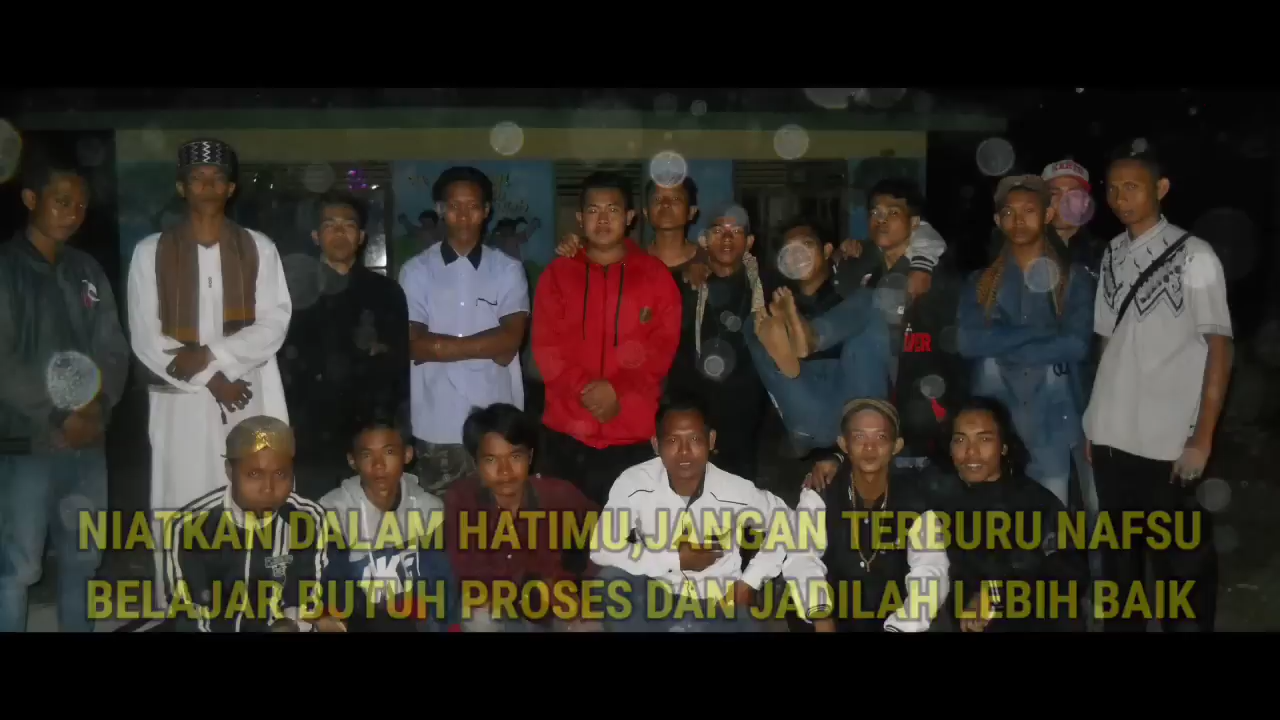 NIATKAN DALAM HATIMU,JANGAN TERBURU NAFSU
BELAJAR BUTUH PROSES DAN JADILAH LEBIH BAIK